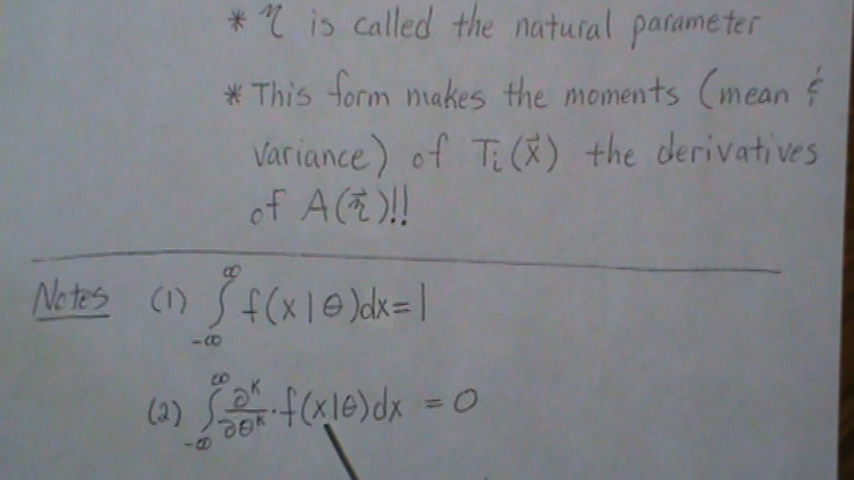 * η is called the natural parameter
* This form makes the moments (mean &
variance) of Tᵢ(x⃗) the derivatives
of A(η⃗)!!
Notes (1) ∫_{-∞}^{∞} f(x|θ)dx=1
(2) ∫_{-∞}^{∞} ∂^K/∂θ^K · f(x|θ)dx = 0